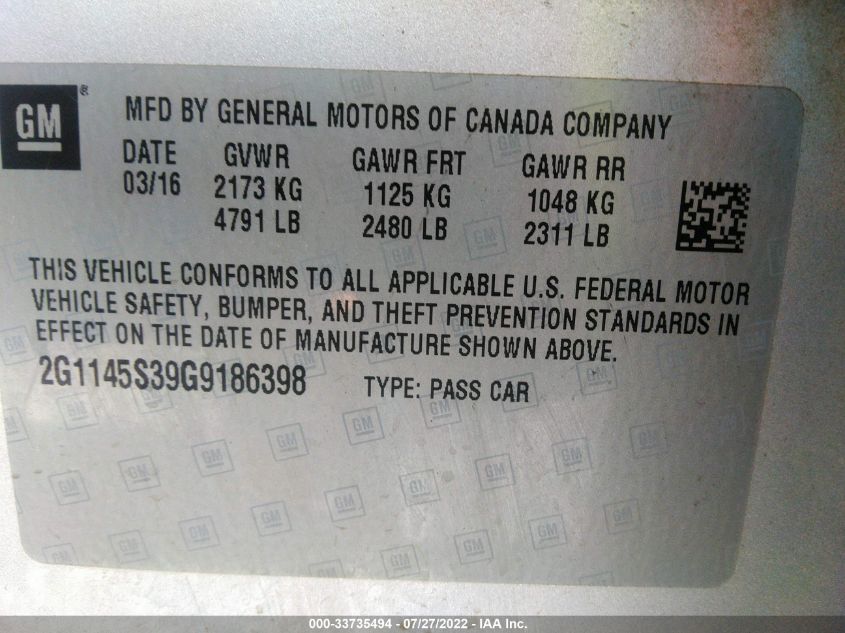 GM®
MFD BY GENERAL MOTORS OF CANADA COMPANY
DATE GVWR GAWR FRT GAWR RR
03/16 2173 KG 1125 KG 1048 KG
4791 LB 2480 LB 2311 LB
THIS VEHICLE CONFORMS TO ALL APPLICABLE U.S. FEDERAL MOTOR
VEHICLE SAFETY, BUMPER, AND THEFT PREVENTION STANDARDS IN
EFFECT ON THE DATE OF MANUFACTURE SHOWN ABOVE.
2G1145S39G9186398 TYPE: PASS CAR
000-33735494 - 07/27/2022 - IAA Inc.